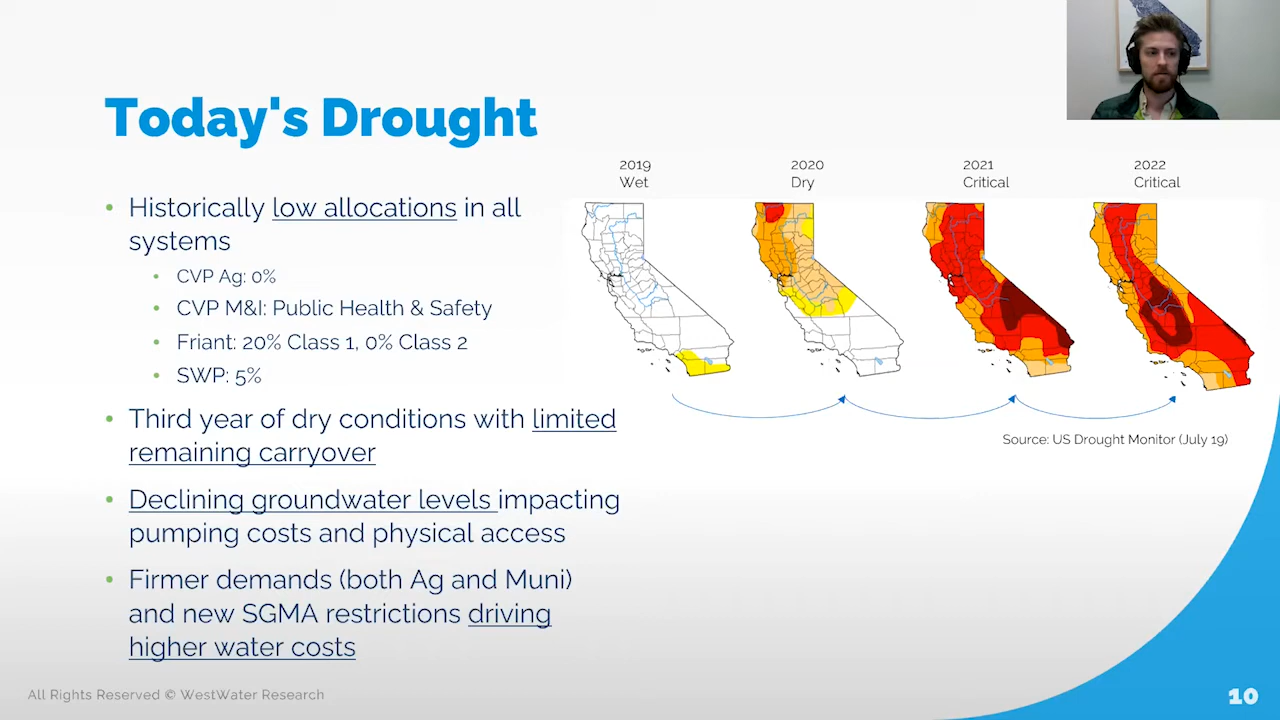 Today's Drought
• Historically low allocations in all
systems
• CVP Ag: 0%
• CVP M&I: Public Health & Safety
• Friant: 20% Class 1, 0% Class 2
• SWP: 5%
• Third year of dry conditions with limited
remaining carryover
• Declining groundwater levels impacting
pumping costs and physical access
• Firmer demands (both Ag and Muni)
and new SGMA restrictions driving
higher water costs
2019
Wet
2020
Dry
2021
Critical
2022
Critical
Source: US Drought Monitor (July 19)
All Rights Reserved © WestWater Research
10